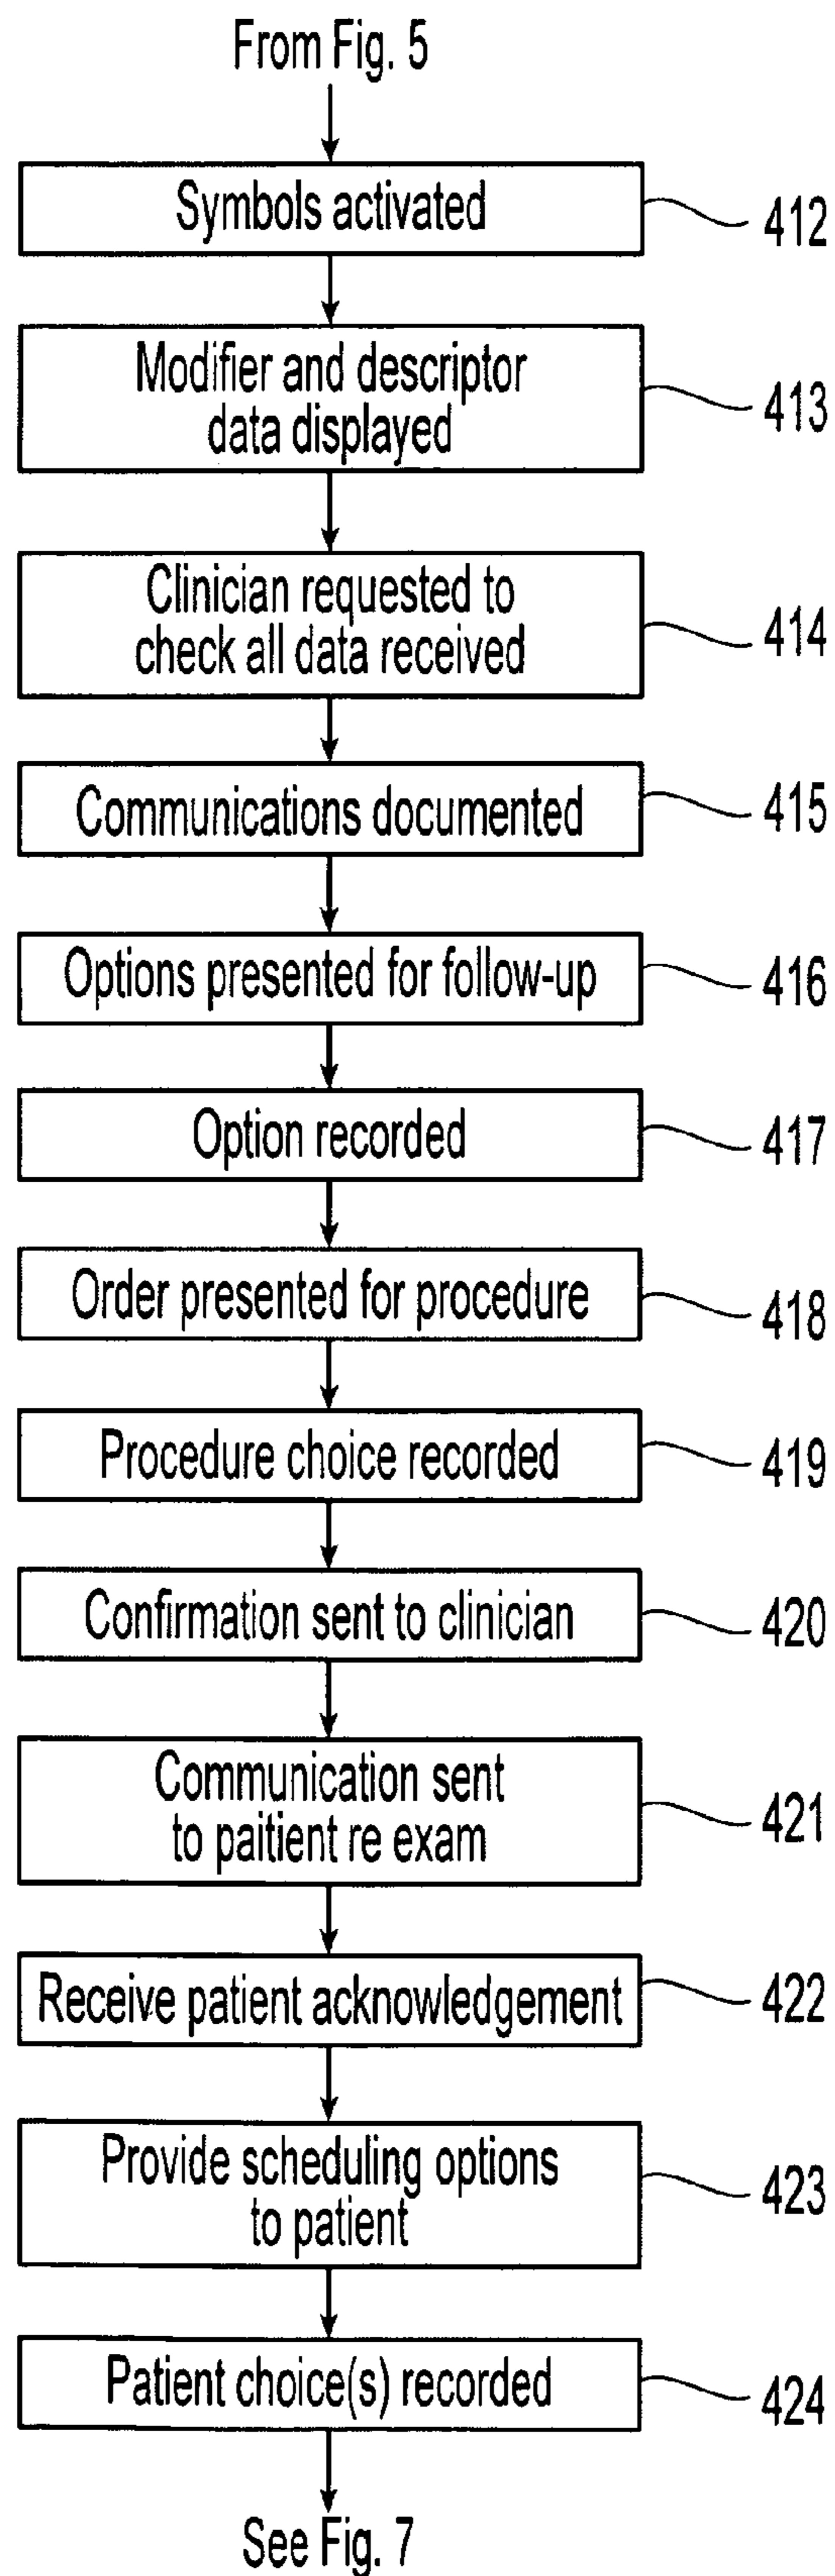 From Fig. 5
Symbols activated
412
Modifier and descriptor
data displayed
413
Clinician requested to
check all data received
414
Communications documented
415
Options presented for follow-up
416
Option recorded
417
Order presented for procedure
418
Procedure choice recorded
419
Confirmation sent to clinician
420
Communication sent
to paitient re exam
421
Receive patient acknowledgement
422
Provide scheduling options
to patient
423
Patient choice(s) recorded
424
See Fig. 7